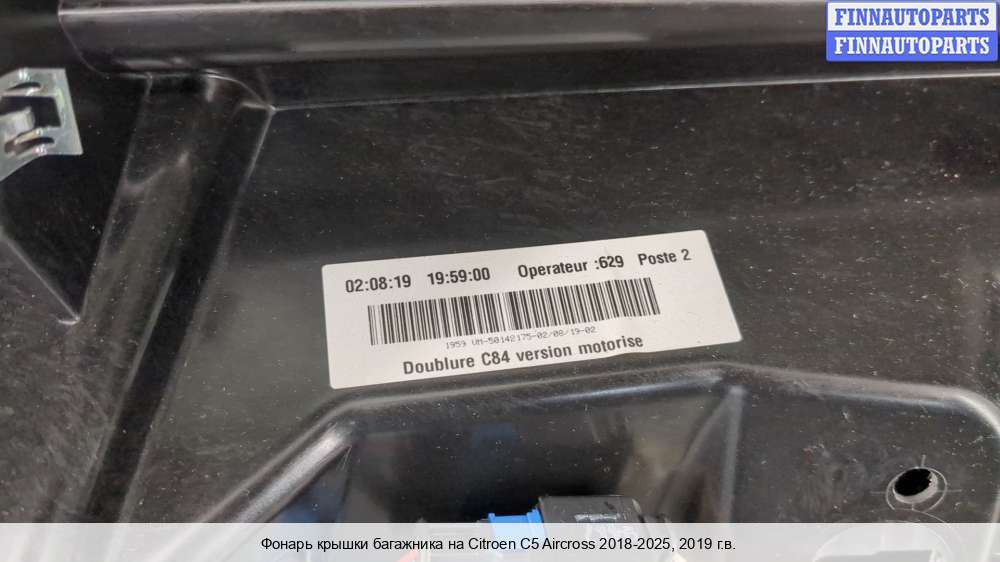 FINNAUTOPARTS
FINNAUTOPARTS
02:08:19 19:59:00 Operateur :629 Poste 2
1959 VM-50142175-02/08/19-02
Doublure C84 version motorise
Фонарь крышки багажника на Citroen C5 Aircross 2018-2025, 2019 г.в.